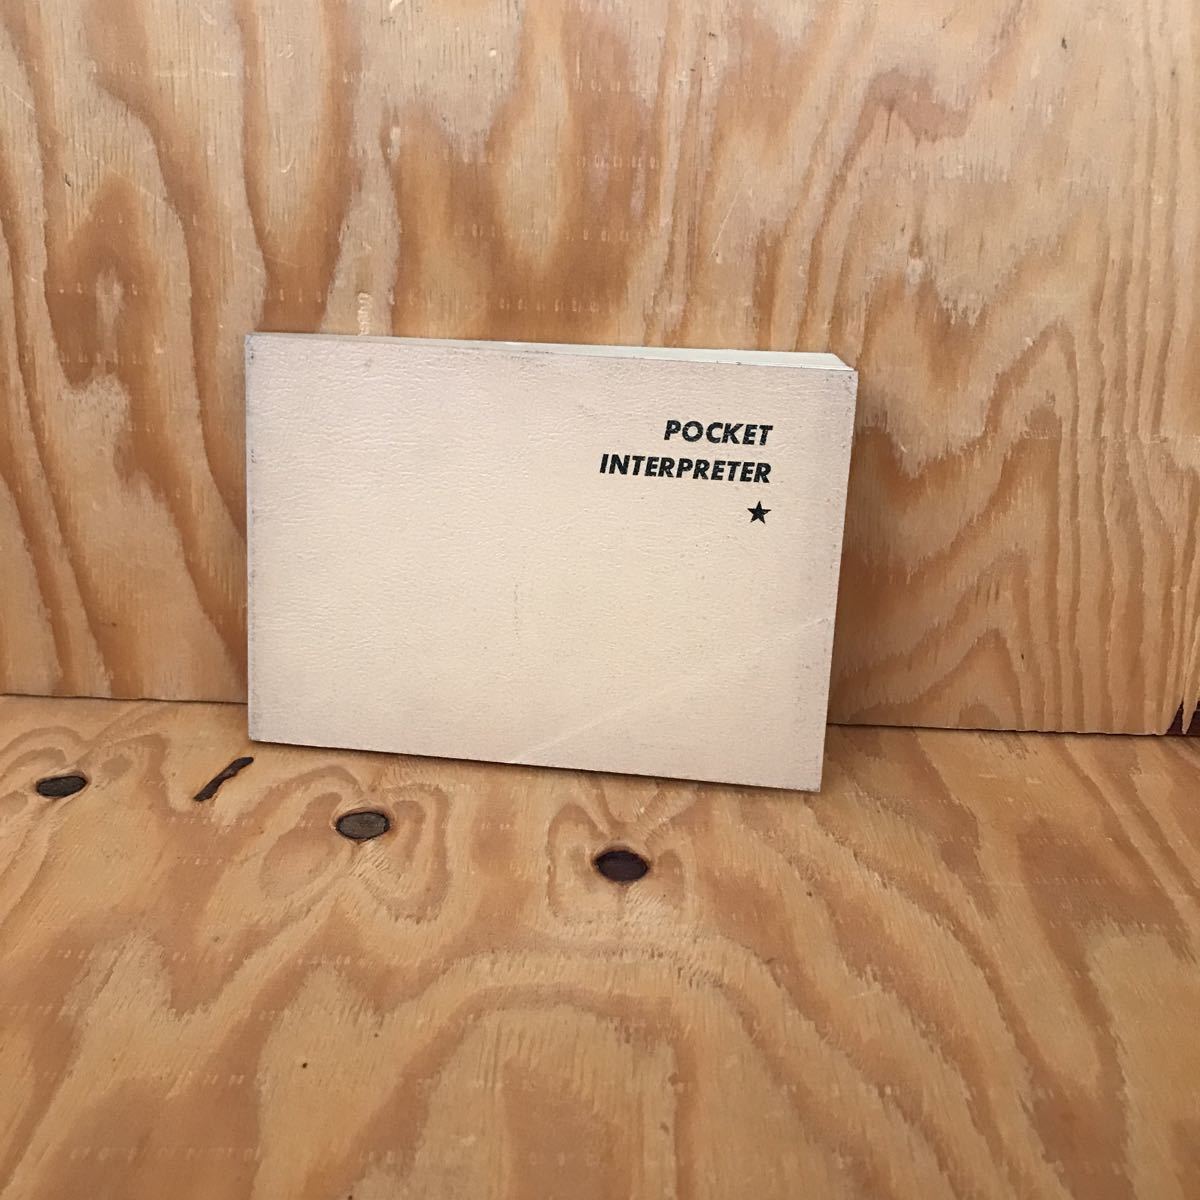 POCKET
INTERPRETER
★